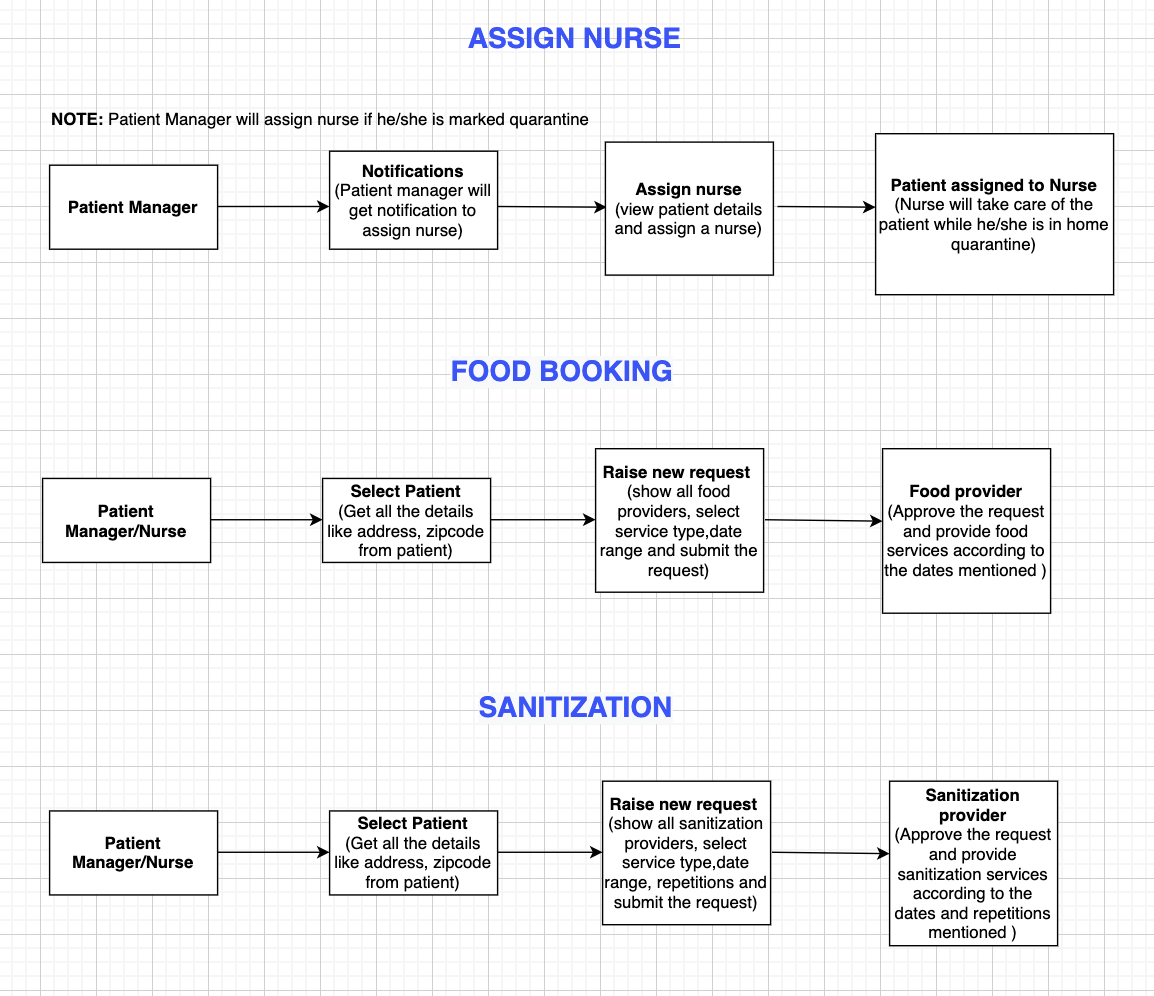 ASSIGN NURSE
NOTE: Patient Manager will assign nurse if he/she is marked quarantine
Patient Manager
Notifications
(Patient manager will
get notification to
assign nurse)
Assign nurse
(view patient details
and assign a nurse)
Patient assigned to Nurse
(Nurse will take care of the
patient while he/she is in home
quarantine)
FOOD BOOKING
Patient
Manager/Nurse
Select Patient
(Get all the details
like address, zipcode
from patient)
Raise new request
(show all food
providers, select
service type,date
range and submit the
request)
Food provider
(Approve the request
and provide food
services according to
the dates mentioned )
SANITIZATION
Patient
Manager/Nurse
Select Patient
(Get all the details
like address, zipcode
from patient)
Raise new request
(show all sanitization
providers, select
service type,date
range, repetitions and
submit the request)
Sanitization
provider
(Approve the request
and provide
sanitization services
according to the
dates and repetitions
mentioned )